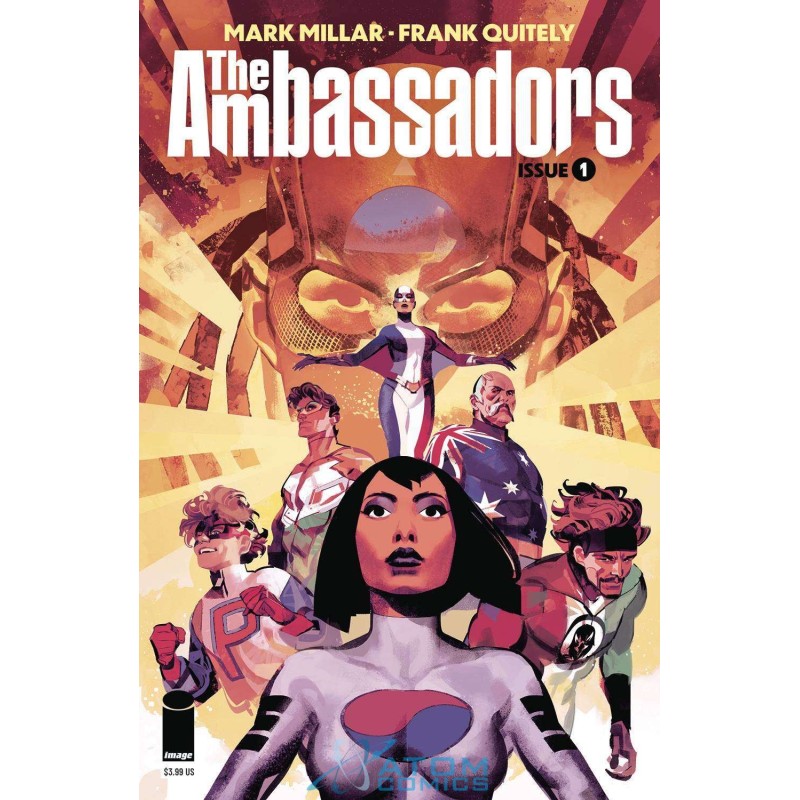 MARK MILLAR • FRANK QUITELY
The
Ambassadors
ISSUE 1
P
image
$3.99 US
ATOM
COMICS